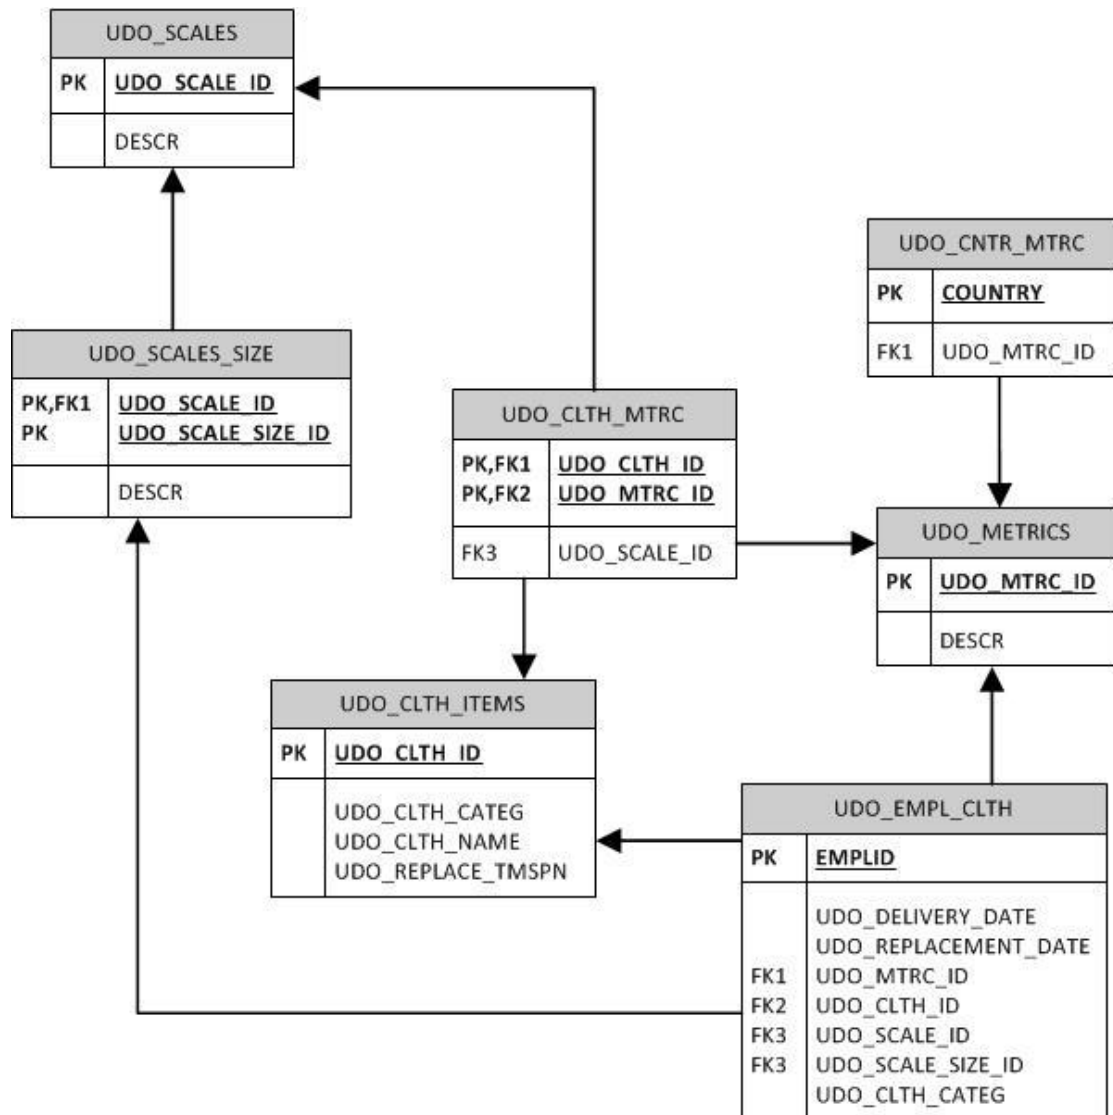 UDO_SCALES
PK UDO_SCALE_ID
DESCR
UDO_CNTR_MTRC
PK COUNTRY
FK1 UDO_MTRC_ID
UDO_SCALES_SIZE
PK,FK1 UDO_SCALE_ID
PK UDO_SCALE_SIZE_ID
DESCR
UDO_CLTH_MTRC
PK,FK1 UDO_CLTH_ID
PK,FK2 UDO_MTRC_ID
FK3 UDO_SCALE_ID
UDO_METRICS
PK UDO_MTRC_ID
DESCR
UDO_CLTH_ITEMS
PK UDO_CLTH_ID
UDO_CLTH_CATEG
UDO_CLTH_NAME
UDO_REPLACE_TMSPN
UDO_EMPL_CLTH
PK EMPLID
UDO_DELIVERY_DATE
UDO_REPLACEMENT_DATE
FK1 UDO_MTRC_ID
FK2 UDO_CLTH_ID
FK3 UDO_SCALE_ID
FK3 UDO_SCALE_SIZE_ID
UDO_CLTH_CATEG